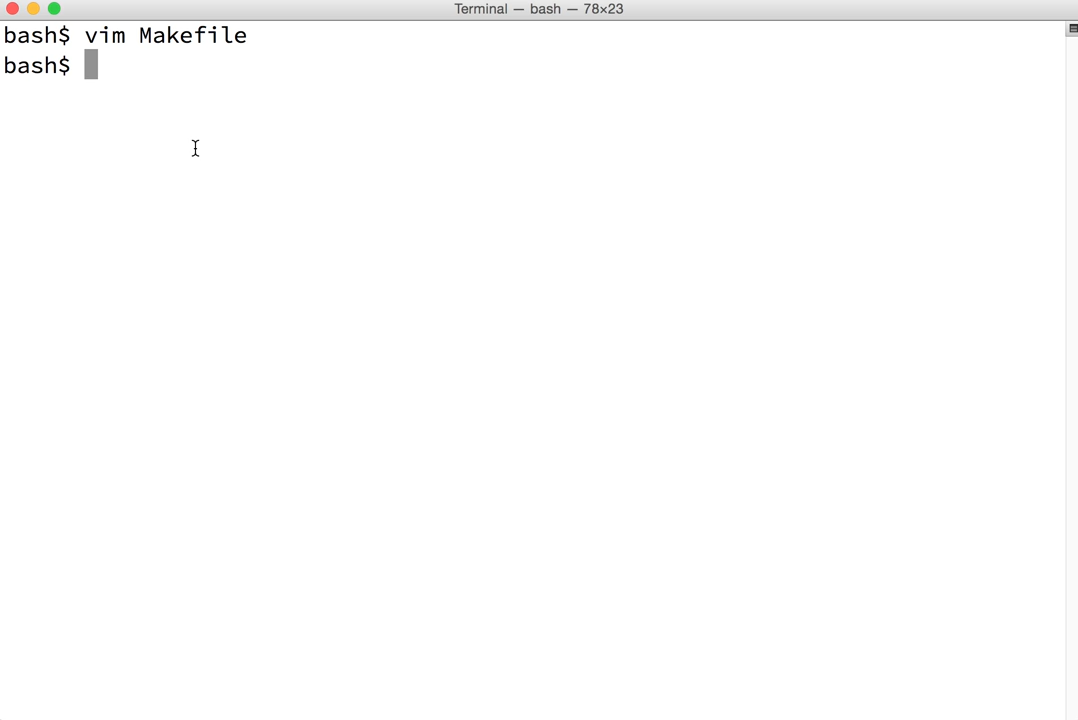 Terminal — bash — 78×23
bash$ vim Makefile
bash$